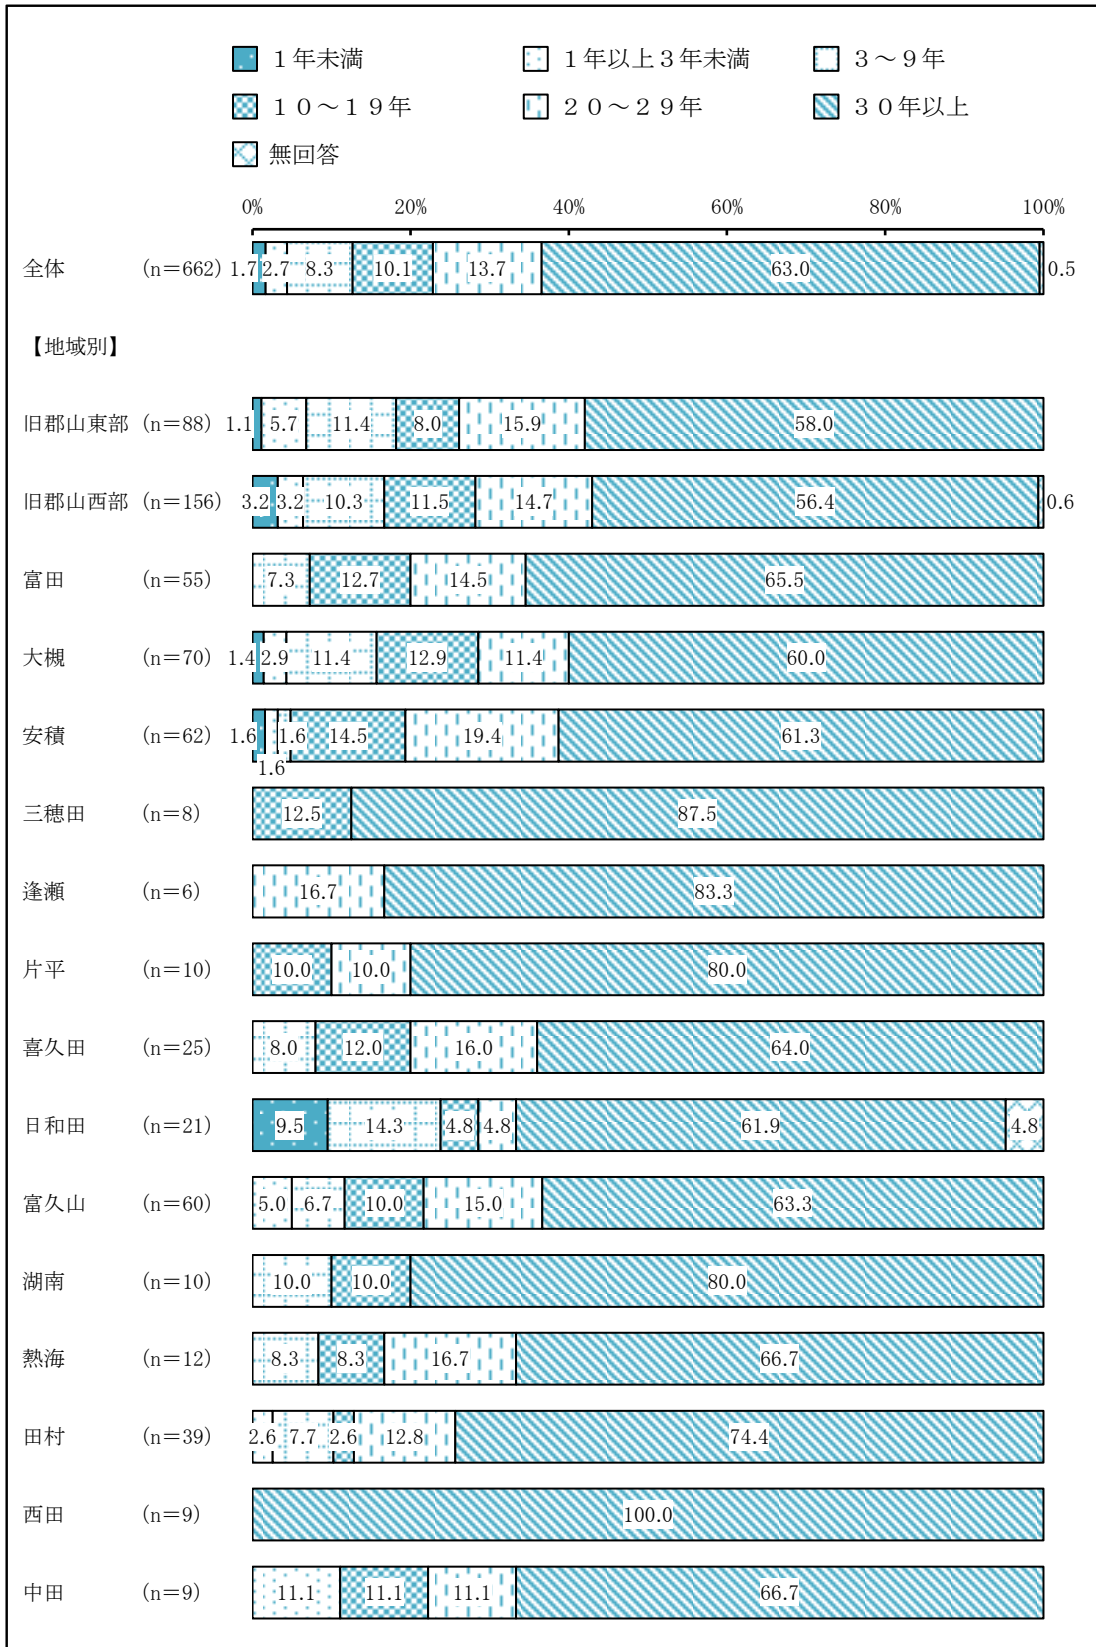 １年未満 １年以上３年未満 ３～９年
１０～１９年 ２０～２９年 ３０年以上
無回答
0% 20% 40% 60% 80% 100%
全体 (n＝662) 1.7 2.7 8.3 10.1 13.7 63.0 0.5
【地域別】
旧郡山東部 (n＝88) 1.1 5.7 11.4 8.0 15.9 58.0
旧郡山西部 (n＝156) 3.2 3.2 10.3 11.5 14.7 56.4 0.6
富田 (n＝55) 7.3 12.7 14.5 65.5
大槻 (n＝70) 1.4 2.9 11.4 12.9 11.4 60.0
安積 (n＝62) 1.6 1.6 14.5 19.4 61.3
1.6
三穂田 (n＝8) 12.5 87.5
逢瀬 (n＝6) 16.7 83.3
片平 (n＝10) 10.0 10.0 80.0
喜久田 (n＝25) 8.0 12.0 16.0 64.0
日和田 (n＝21) 9.5 14.3 4.8 4.8 61.9 4.8
富久山 (n＝60) 5.0 6.7 10.0 15.0 63.3
湖南 (n＝10) 10.0 10.0 80.0
熱海 (n＝12) 8.3 8.3 16.7 66.7
田村 (n＝39) 2.6 7.7 2.6 12.8 74.4
西田 (n＝9) 100.0
中田 (n＝9) 11.1 11.1 11.1 66.7